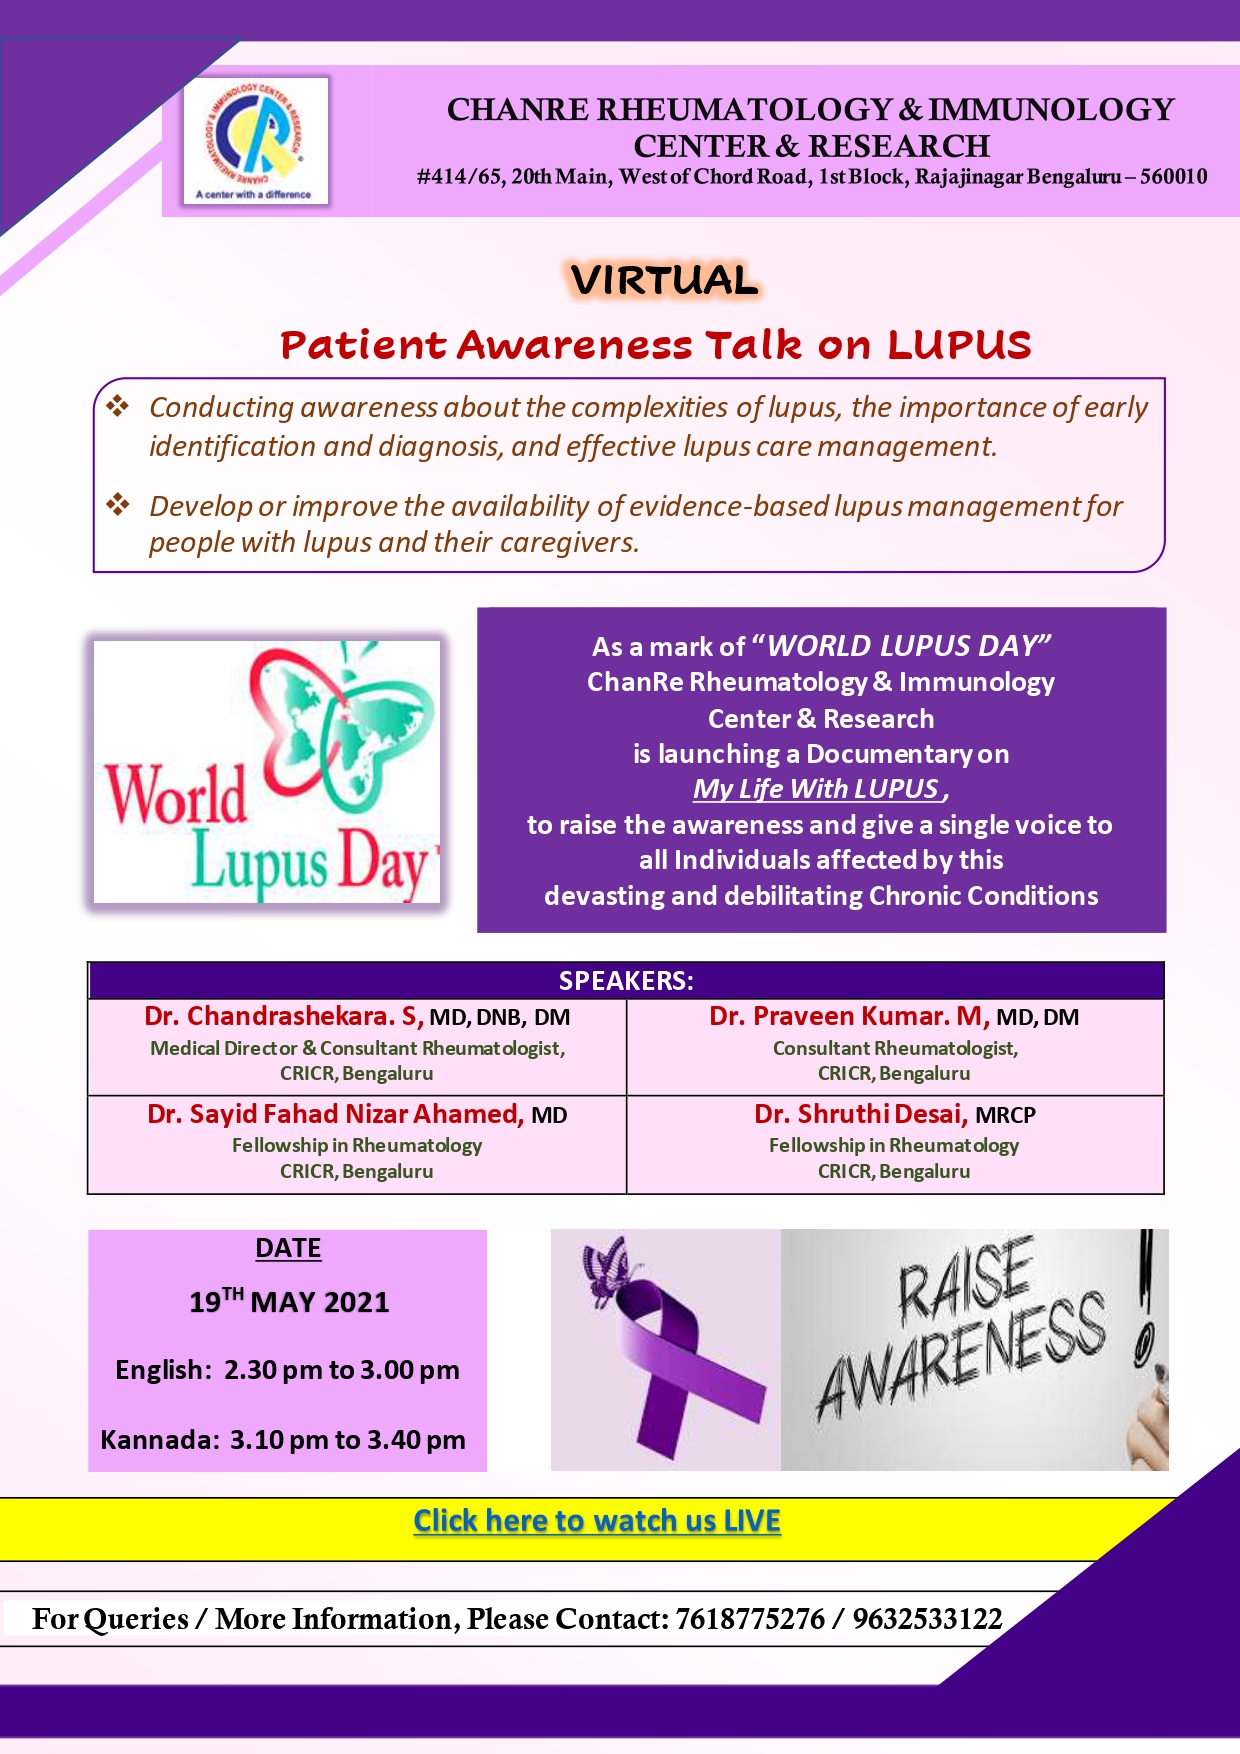 CHANRE RHEUMATOLOGY & IMMUNOLOGY CENTER & RESEARCH
A center with a difference
CHANRE RHEUMATOLOGY & IMMUNOLOGY
CENTER & RESEARCH
#414/65, 20th Main, West of Chord Road, 1st Block, Rajajinagar Bengaluru – 560010
VIRTUAL
Patient Awareness Talk on LUPUS
❖ Conducting awareness about the complexities of lupus, the importance of early
identification and diagnosis, and effective lupus care management.
❖ Develop or improve the availability of evidence-based lupus management for
people with lupus and their caregivers.
World
Lupus Day
As a mark of “WORLD LUPUS DAY”
ChanRe Rheumatology & Immunology
Center & Research
is launching a Documentary on
My Life With LUPUS ,
to raise the awareness and give a single voice to
all Individuals affected by this
devasting and debilitating Chronic Conditions
SPEAKERS:
Dr. Chandrashekara. S, MD, DNB, DM
Medical Director & Consultant Rheumatologist,
CRICR, Bengaluru
Dr. Praveen Kumar. M, MD, DM
Consultant Rheumatologist,
CRICR, Bengaluru
Dr. Sayid Fahad Nizar Ahamed, MD
Fellowship in Rheumatology
CRICR, Bengaluru
Dr. Shruthi Desai, MRCP
Fellowship in Rheumatology
CRICR, Bengaluru
DATE
19TH MAY 2021
English: 2.30 pm to 3.00 pm
Kannada: 3.10 pm to 3.40 pm
RAISE
AWARENESS !
Click here to watch us LIVE
For Queries / More Information, Please Contact: 7618775276 / 9632533122